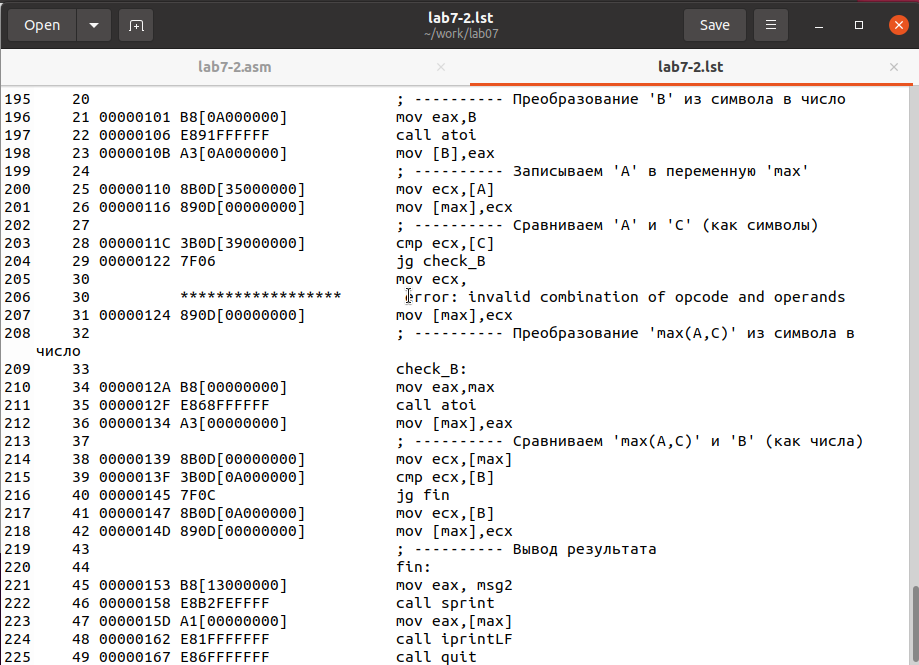 Open
lab7-2.lst
~/work/lab07
Save
lab7-2.asm
lab7-2.lst
195 20 ; ---------- Преобразование 'B' из символа в число
196 21 00000101 B8[0A000000] mov eax,B
197 22 00000106 E891FFFFFF call atoi
198 23 0000010B A3[0A000000] mov [B],eax
199 24 ; ---------- Записываем 'A' в переменную 'max'
200 25 00000110 8B0D[35000000] mov ecx,[A]
201 26 00000116 890D[00000000] mov [max],ecx
202 27 ; ---------- Сравниваем 'A' и 'С' (как символы)
203 28 0000011C 3B0D[39000000] cmp ecx,[C]
204 29 00000122 7F06 jg check_B
205 30 mov ecx,
206 30 ****************** error: invalid combination of opcode and operands
207 31 00000124 890D[00000000] mov [max],ecx
208 32 ; ---------- Преобразование 'max(A,C)' из символа в
число
209 33 check_B:
210 34 0000012A B8[00000000] mov eax,max
211 35 0000012F E868FFFFFF call atoi
212 36 00000134 A3[00000000] mov [max],eax
213 37 ; ---------- Сравниваем 'max(A,C)' и 'B' (как числа)
214 38 00000139 8B0D[00000000] mov ecx,[max]
215 39 0000013F 3B0D[0A000000] cmp ecx,[B]
216 40 00000145 7F0C jg fin
217 41 00000147 8B0D[0A000000] mov ecx,[B]
218 42 0000014D 890D[00000000] mov [max],ecx
219 43 ; ---------- Вывод результата
220 44 fin:
221 45 00000153 B8[13000000] mov eax, msg2
222 46 00000158 E8B2FEFFFF call sprint
223 47 0000015D A1[00000000] mov eax,[max]
224 48 00000162 E81FFFFFFF call iprintLF
225 49 00000167 E86FFFFFFF call quit